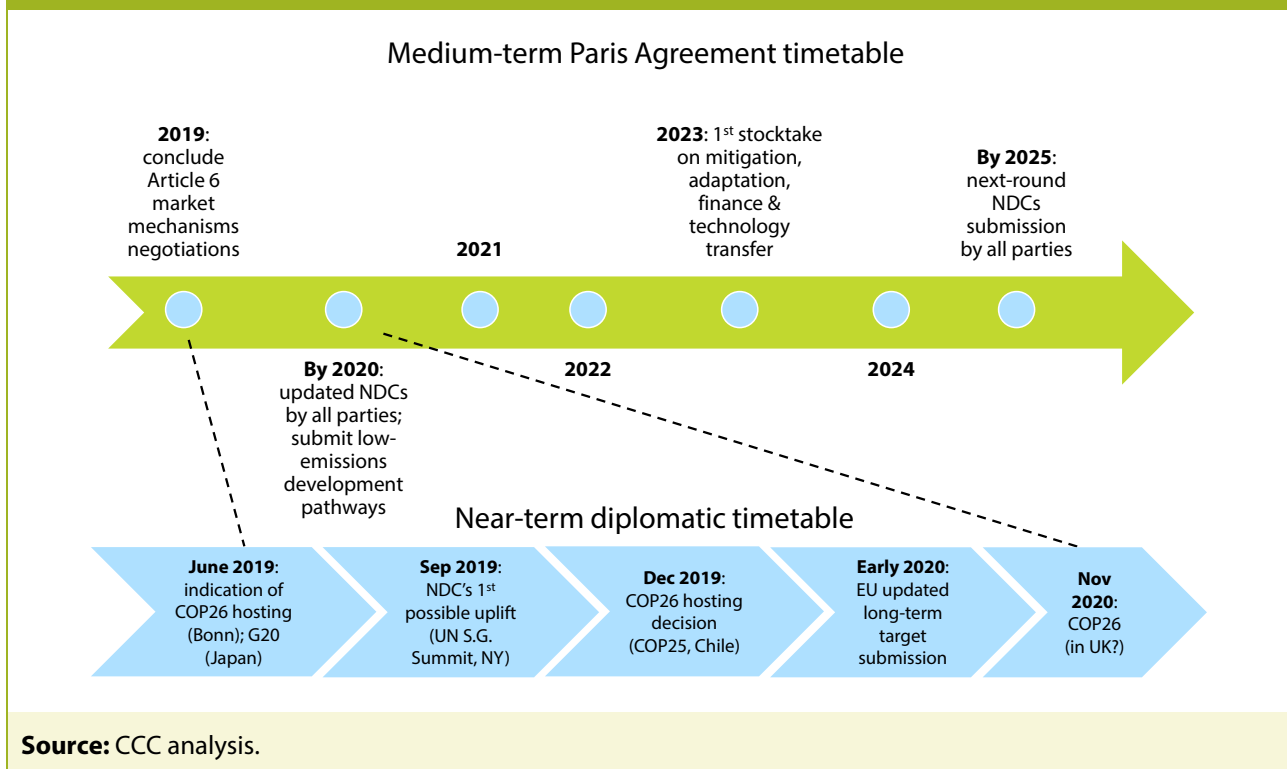 Medium-term Paris Agreement timetable
2019:
conclude
Article 6
market
mechanisms
negotiations
By 2020:
updated NDCs
by all parties;
submit low-
emissions
development
pathways
2021
2022
2023: 1st stocktake
on mitigation,
adaptation,
finance &
technology
transfer
2024
By 2025:
next-round
NDCs
submission
by all parties
Near-term diplomatic timetable
June 2019:
indication of
COP26 hosting
(Bonn); G20
(Japan)
Sep 2019:
NDC's 1st
possible uplift
(UN S.G.
Summit, NY)
Dec 2019:
COP26 hosting
decision
(COP25, Chile)
Early 2020:
EU updated
long-term
target
submission
Nov
2020:
COP26
(in UK?)
Source: CCC analysis.